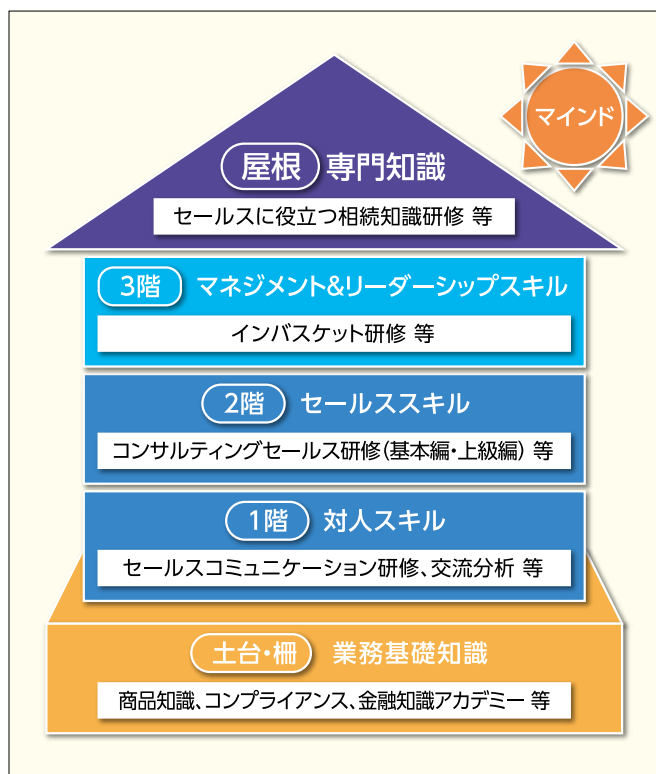 マインド
屋根 専門知識
セールスに役立つ相続知識研修 等
3階 マネジメント&リーダーシップスキル
インバスケット研修 等
2階 セールススキル
コンサルティングセールス研修(基本編・上級編) 等
1階 対人スキル
セールスコミュニケーション研修、交流分析 等
土台・柵 業務基礎知識
商品知識、コンプライアンス、金融知識アカデミー 等